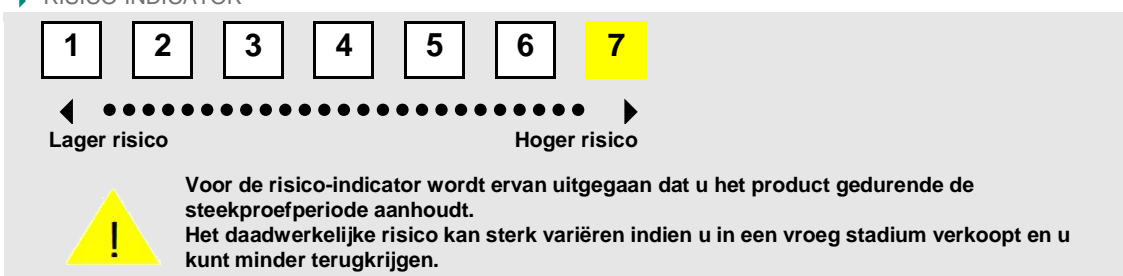 RISICO-INDICATOR
1 2 3 4 5 6 7
Lager risico Hoger risico
Voor de risico-indicator wordt ervan uitgegaan dat u het product gedurende de
steekproefperiode aanhoudt.
!
Het daadwerkelijke risico kan sterk variëren indien u in een vroeg stadium verkoopt en u
kunt minder terugkrijgen.